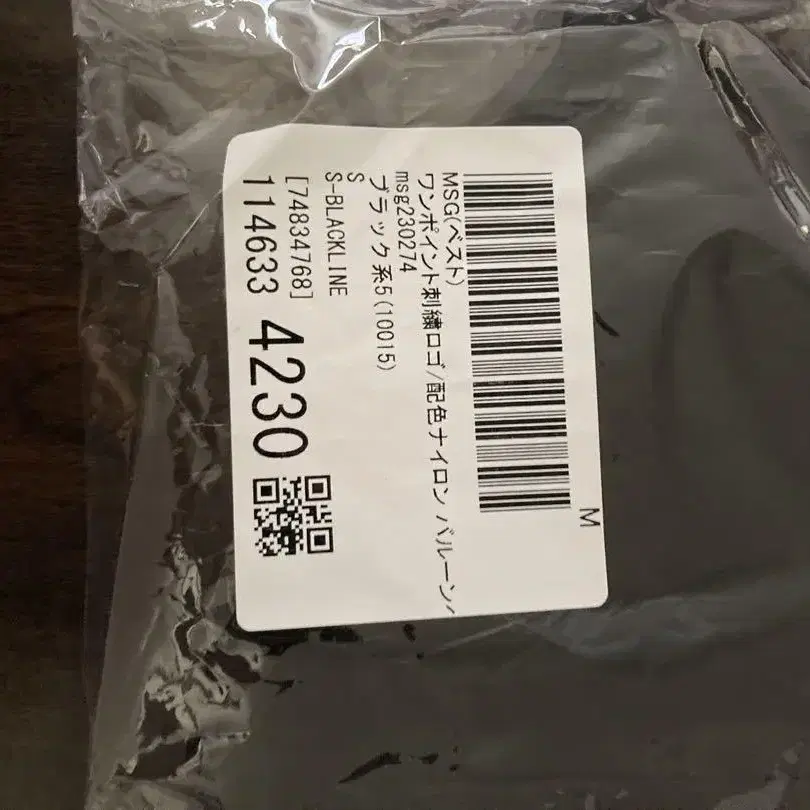 M
MSG(ベスト)
ワンポイント刺繍ロゴ/配色ナイロン バルーン
msg230274
ブラック系5(10015)
S
S-BLACKLINE
[74834768]
114633 4230